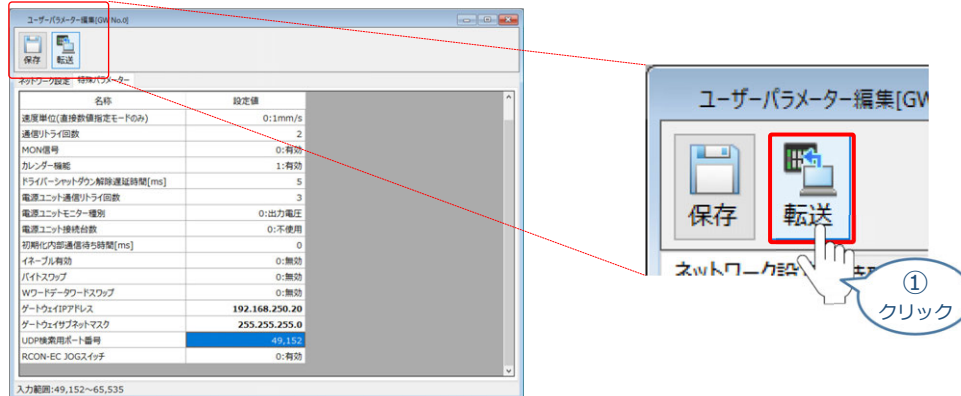 ユーザーパラメーター編集[GW No.0]
保存 転送
ネットワーク設定 特殊パラメーター
名称 設定値
速度単位(直接数値指定モードのみ) 0:1mm/s
通信リトライ回数 2
MON信号 0:有効
カレンダー機能 1:有効
ドライバーシャットダウン解除遅延時間[ms] 5
電源ユニット通信リトライ回数 3
電源ユニットモニター種別 0:出力電圧
電源ユニット接続台数 0:不使用
初期化内部通信待ち時間[ms] 0
イネーブル有効 0:無効
バイトスワップ 0:無効
Wワードデータワードスワップ 0:無効
ゲートウェイIPアドレス 192.168.250.20
ゲートウェイサブネットマスク 255.255.255.0
UDP検索用ポート番号 49,152
RCON-EC JOGスイッチ 0:有効
入力範囲:49,152～65,535
ユーザーパラメーター編集[GW
保存 転送
ネットワーク設
①
クリック